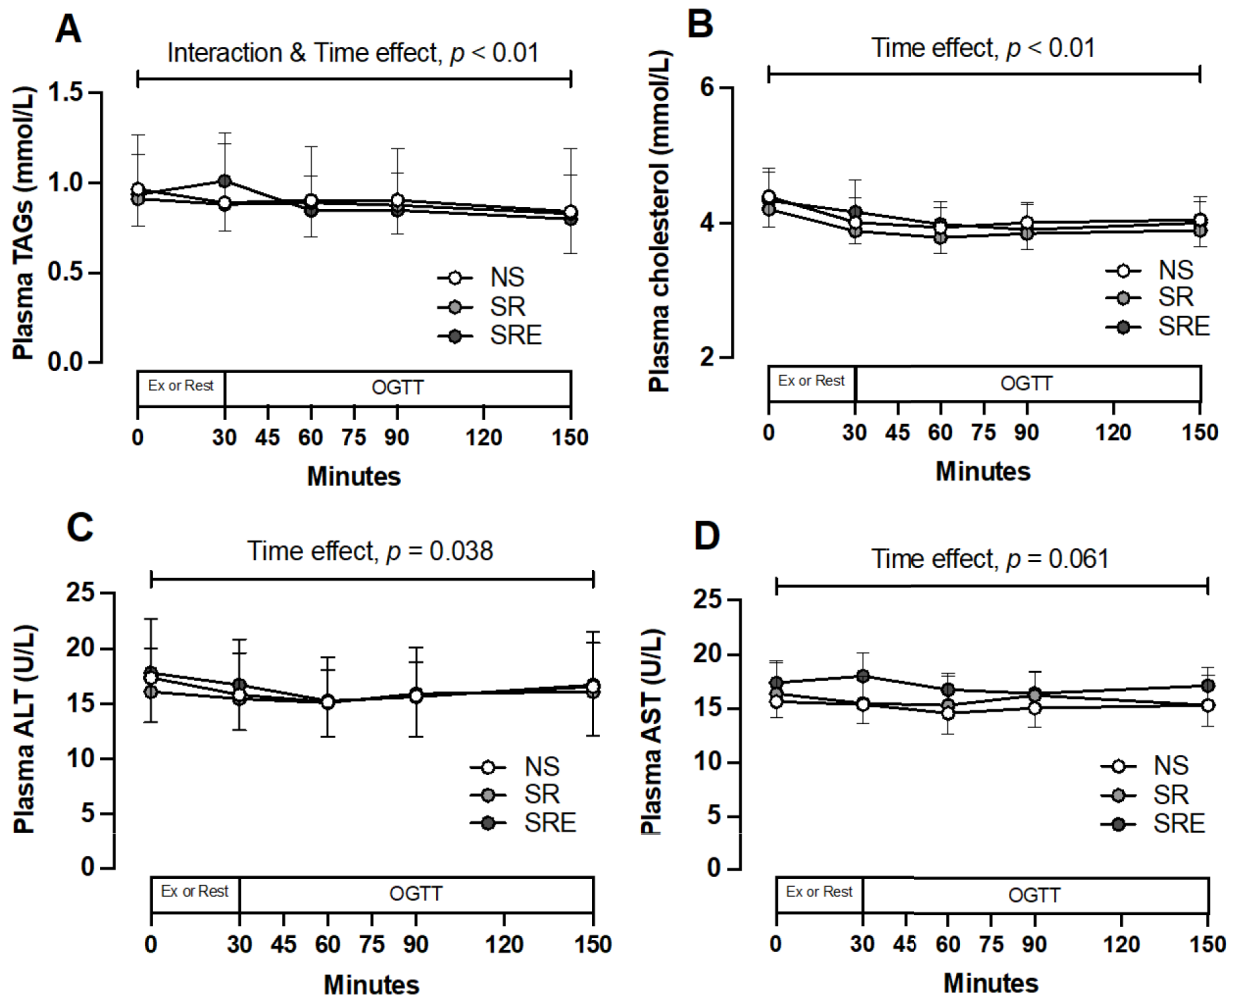 A
Interaction & Time effect, p < 0.01
Plasma TAGs (mmol/L)
1.5
1.0
0.5
0.0
NS
SR
SRE
Ex or Rest
OGTT
0 30 45 60 75 90 120 150
Minutes
B
Time effect, p < 0.01
Plasma cholesterol (mmol/L)
6
4
2
NS
SR
SRE
Ex or Rest
OGTT
0 30 45 60 75 90 120 150
Minutes
C
Time effect, p = 0.038
Plasma ALT (U/L)
25
20
15
10
5
0
NS
SR
SRE
Ex or Rest
OGTT
0 30 45 60 75 90 120 150
Minutes
D
Time effect, p = 0.061
Plasma AST (U/L)
25
20
15
10
5
0
NS
SR
SRE
Ex or Rest
OGTT
0 30 45 60 75 90 120 150
Minutes